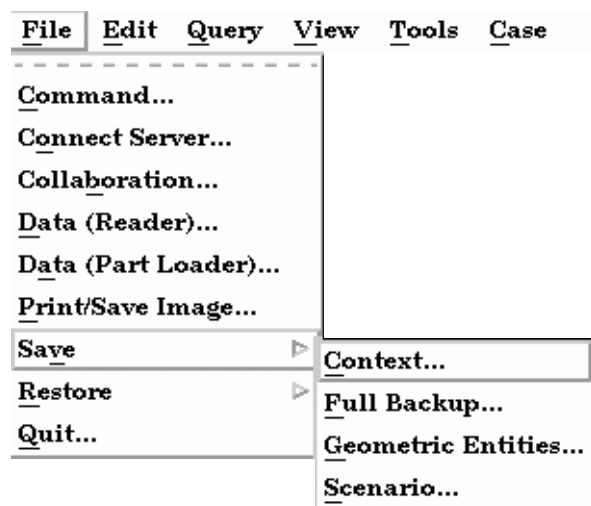 File Edit Query View Tools Case
Command...
Connect Server...
Collaboration...
Data (Reader)...
Data (Part Loader)...
Print/Save Image...
Save
Restore
Quit...
Context...
Full Backup...
Geometric Entities...
Scenario...